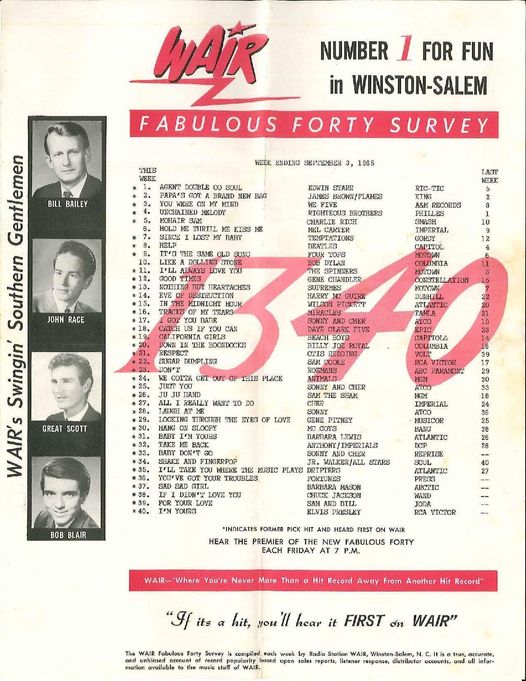 WAIR
NUMBER 1 FOR FUN
in WINSTON-SALEM
FABULOUS FORTY SURVEY
WAIR's Swingin' Southern Gentlemen
BILL BAILEY
JOHN RACE
GREAT SCOTT
BOB BLAIR
1340
WEEK ENDING SEPTEMBER 3, 1965
THIS WEEK LAST WEEK
* 1. AGENT DOUBLE OO SOUL EDWIN STARR RIC-TIC 5
* 2. PAPA'S GOT A BRAND NEW BAG JAMES BROWN/FLAMES KING 2
* 3. YOU WERE ON MY MIND WE FIVE A&M RECORDS 8
* 4. UNCHAINED MELODY RIGHTEOUS BROTHERS PHILLES 1
* 5. MOHAIR SAM CHARLIE RICH SMASH 10
6. HOLD ME THRILL ME KISS ME MEL CARTER IMPERIAL 9
* 7. SINCE I LOST MY BABY TEMPTATIONS GORDY 12
* 8. HELP BEATLES CAPITOL 4
* 9. IT'S THE SAME OLD SONG FOUR TOPS MOTOWN 6
10. LIKE A ROLLING STONE BOB DYLAN COLUMBIA 11
* 11. I'LL ALWAYS LOVE YOU THE SPINNERS MOTOWN 3
* 12. GOOD TIMES GENE CHANDLER CONSTELLATION 15
* 13. NOTHING BUT HEARTACHES SUPREMES MOTOWN 7
* 14. EVE OF DESTRUCTION HARRY MC GUIRE DUNHILL 22
* 15. IN THE MIDNIGHT HOUR WILSON PICKETT ATLANTIC 20
* 16. TRACKS OF MY TEARS MIRACLES TAMLA 21
* 17. I GOT YOU BABE SONNY AND CHER ATCO 13
* 18. CATCH US IF YOU CAN DAVE CLARK FIVE EPIC 23
* 19. CALIFORNIA GIRLS BEACH BOYS CAPITOL 14
* 20. DOWN IN THE BOONDOCKS BILLY JOE ROYAL COLUMBIA 16
* 21. RESPECT OTIS REDDING VOLT 39
* 22. SUGAR DUMPLING SAM COOKE RCA VICTOR 17
* 23. DON'T ROEMANS ABC PARAMONT 29
* 24. WE GOTTA GET OUT OF THIS PLACE ANIMALS MGM 30
* 25. JUST YOU SONNY AND CHER ATCO 33
* 26. JU JU HAND SAM THE SHAM MGM 18
* 27. ALL I REALLY WANT TO DO CHER IMPERIAL 24
* 28. LAUGH AT ME SONNY ATCO 36
* 29. LOOKING THROUGH THE EYES OF LOVE GENE PITNEY MUSICOR 25
* 30. HANG ON SLOOPY MC COYS BANG 38
* 31. BABY I'M YOURS BARBARA LEWIS ATLANTIC 26
* 32. TAKE ME BACK ANTHONY/IMPERIALS DCP 28
* 33. BABY DON'T GO SONNY AND CHER REPRISE --
* 34. SHAKE AND FINGERPOP JR. WALKER/ALL STARS SOUL 40
* 35. I'LL TAKE YOU WHERE THE MUSIC PLAYS DRIFTERS ATLANTIC 27
* 36. YOU'VE GOT YOUR TROUBLES FORTUNES PRESS --
* 37. SAD SAD GIRL BARBARA MASON ARCTIC --
* 38. IF I DIDN'T LOVE YOU CHUCK JACKSON WAND --
* 39. FOR YOUR LOVE SAM AND BILL JODA --
* 40. I'M YOURS ELVIS PRESLEY RCA VICTOR --
*INDICATES FORMER PICK HIT AND HEARD FIRST ON WAIR
HEAR THE PREMIER OF THE NEW FABULOUS FORTY
EACH FRIDAY AT 7 P.M.
WAIR—"Where You're Never More Than a Hit Record Away From Another Hit Record"
"If its a hit, you'll hear it FIRST on WAIR"
The WAIR Fabulous Forty Survey is compiled each week by Radio Station WAIR, Winston-Salem, N. C. It is a true, accurate,
and unbiased account of record popularity based upon sales reports, listener response, distributor accounts, and all infor-
mation available to the music staff of WAIR.